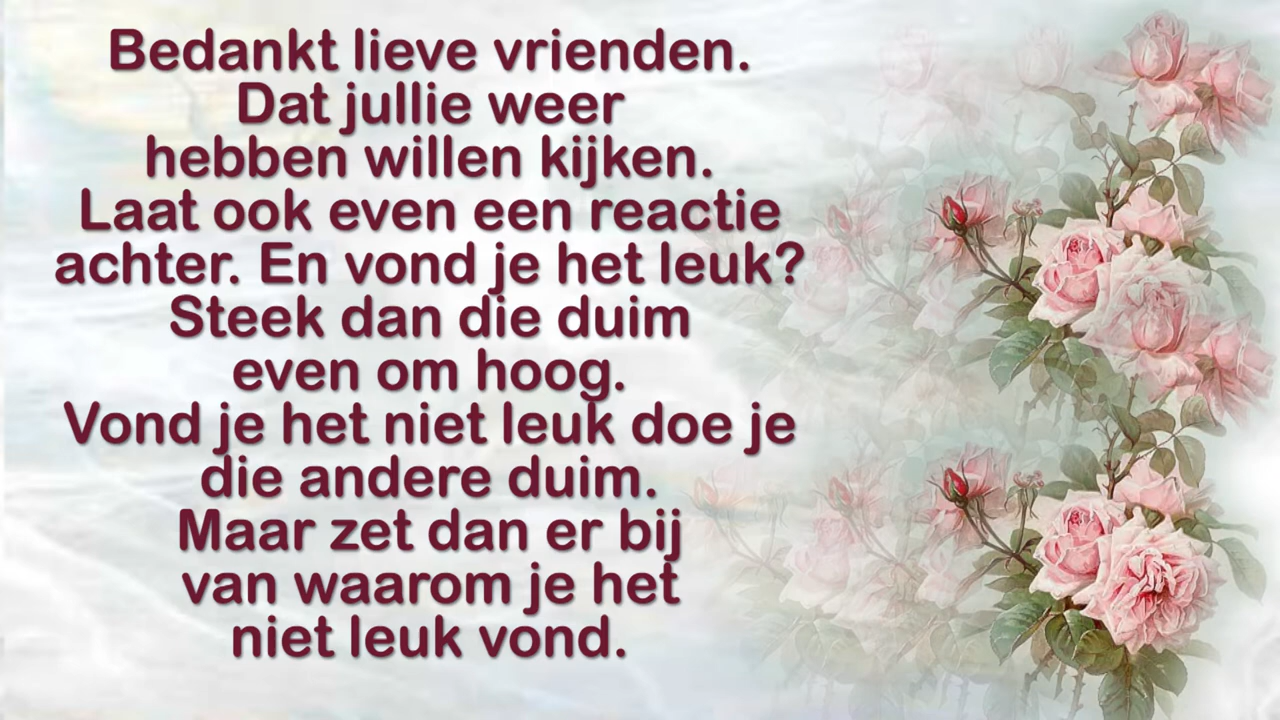 Bedankt lieve vrienden.
Dat jullie weer
hebben willen kijken.
Laat ook even een reactie
achter. En vond je het leuk?
Steek dan die duim
even om hoog.
Vond je het niet leuk doe je
die andere duim.
Maar zet dan er bij
van waarom je het
niet leuk vond.